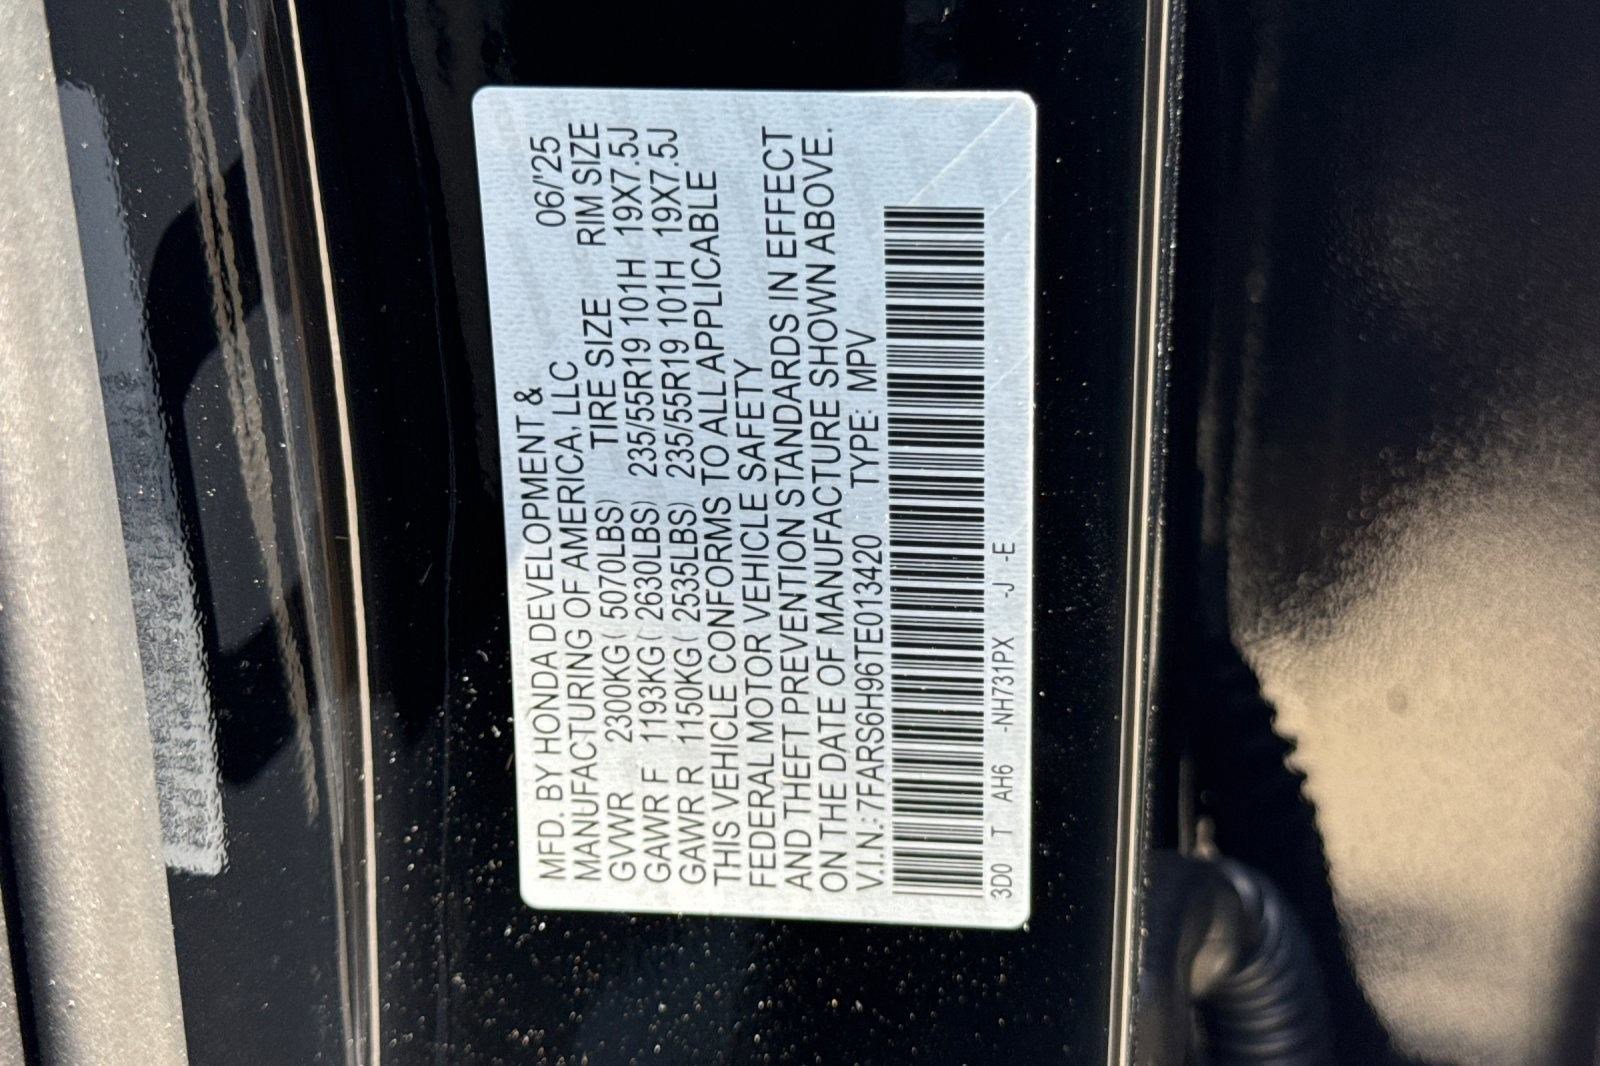 MFD. BY HONDA DEVELOPMENT &
MANUFACTURING OF AMERICA, LLC 06/'25
TIRE SIZE RIM SIZE
GVWR 2300KG ( 5070LBS)
GAWR F 1193KG ( 2630LBS) 235/55R19 101H 19X7.5J
GAWR R 1150KG ( 2535LBS) 235/55R19 101H 19X7.5J
THIS VEHICLE CONFORMS TO ALL APPLICABLE
FEDERAL MOTOR VEHICLE SAFETY
AND THEFT PREVENTION STANDARDS IN EFFECT
ON THE DATE OF MANUFACTURE SHOWN ABOVE.
V.I.N.: 7FARS6H96TE013420 TYPE: MPV
3D0 T AH6 -NH731PX -J -E